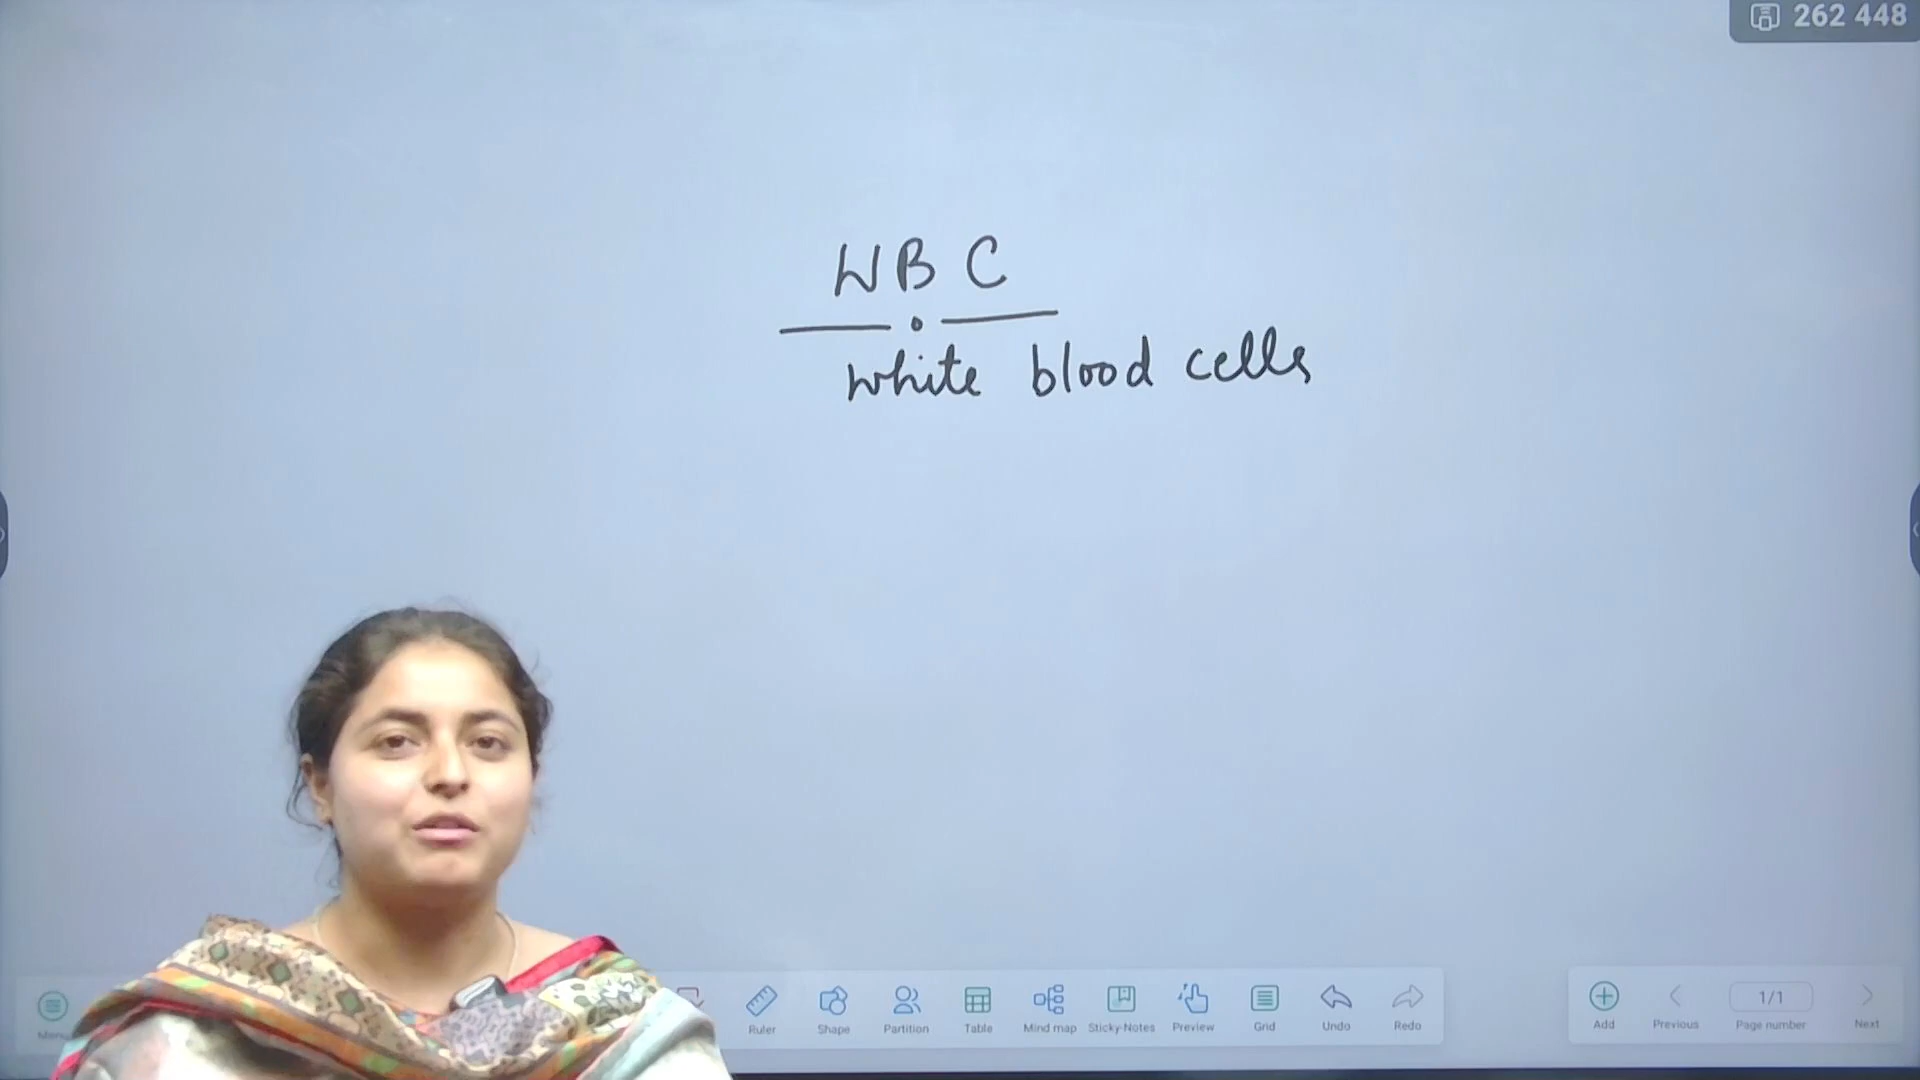 262 448
WBC
white blood cells
Menu
Ruler
Shape
Partition
Table
Mind map
Sticky-Notes
Preview
Grid
Undo
Redo
Add
Previous
1/1
Page number
Next